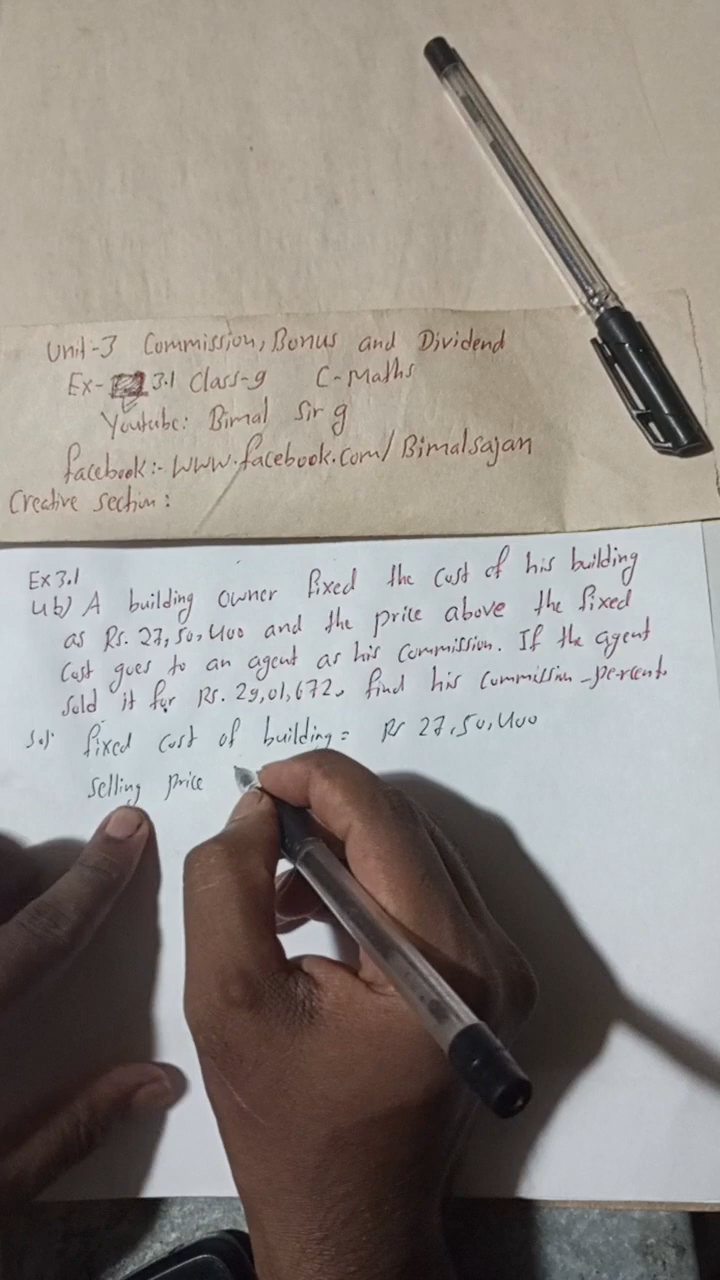 Unit-3 Commission, Bonus and Dividend
Ex- 3.1 Class-9 C-Maths
Youtube: Bimal Sir g
facebook:- www.facebook.com/Bimalsajan
Creative section:
Ex 3.1
4b) A building owner fixed the cost of his building
as Rs. 27,50,400 and the price above the fixed
cost goes to an agent as his commission. If the agent
sold it for Rs. 29,01,672, find his commission-percent.
Sol: fixed cost of building = Rs 27,50,400
selling price